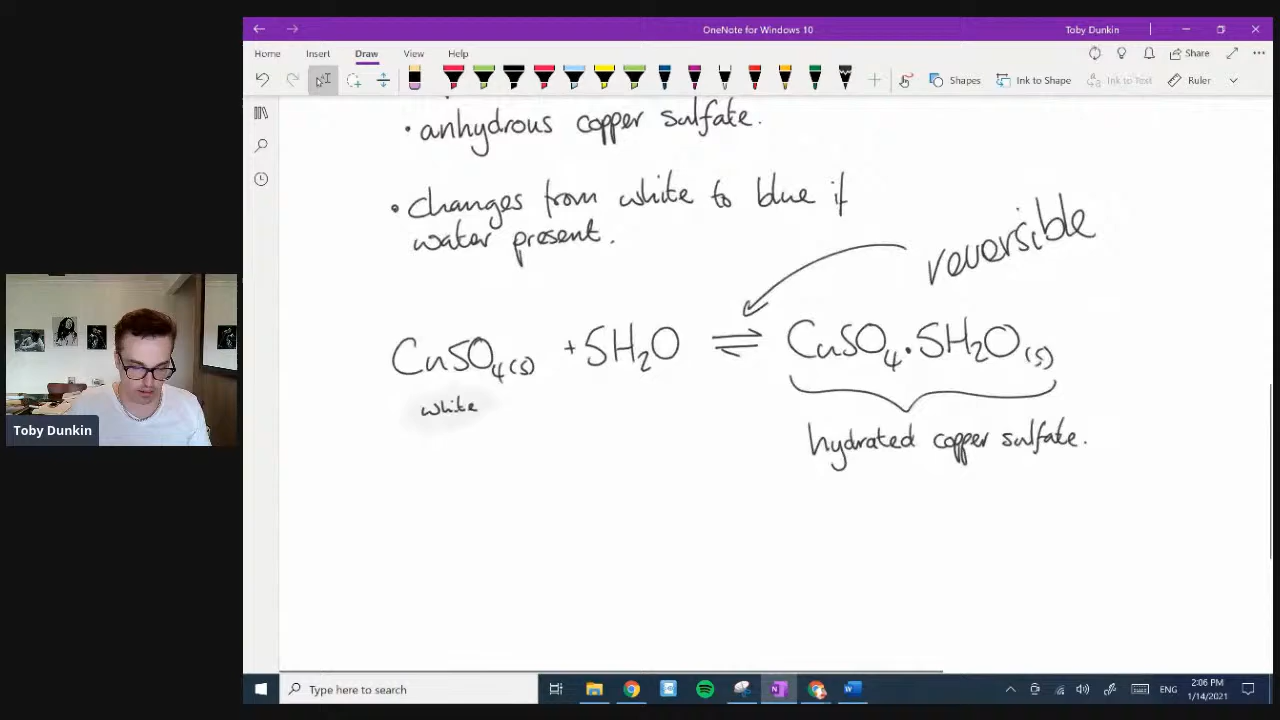 OneNote for Windows 10
Toby Dunkin
Home Insert Draw View Help
Share
Shapes Ink to Shape Ink to Text Ruler
• anhydrous copper sulfate.
• changes from white to blue if
water present.
reversible
CuSO₄(s) + 5H₂O ⇌ CuSO₄·5H₂O(s)
white
hydrated copper sulfate.
Toby Dunkin
Type here to search
ENG
2:06 PM
1/14/2021